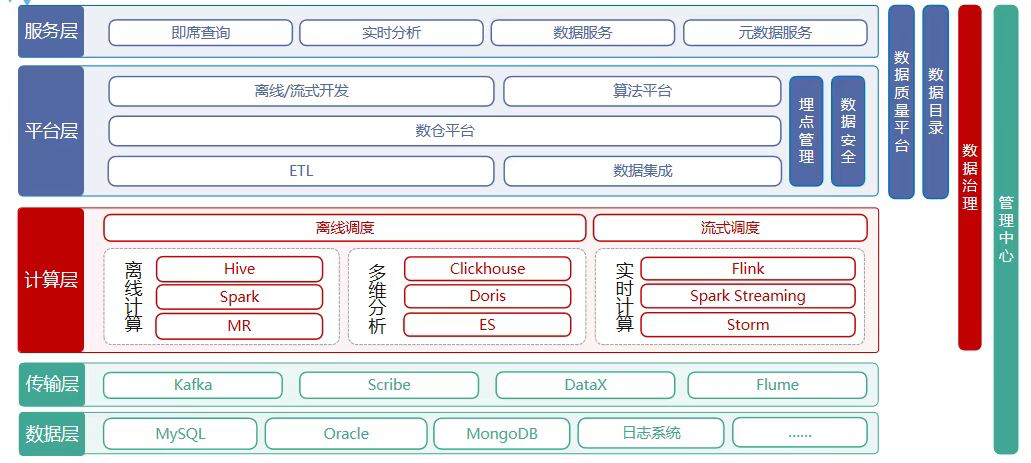 服务层
即席查询
实时分析
数据服务
元数据服务
平台层
离线/流式开发
算法平台
数仓平台
ETL
数据集成
埋点管理
数据安全
数据质量平台
数据目录
数据治理
管理中心
计算层
离线调度
流式调度
离线计算
Hive
Spark
MR
多维分析
Clickhouse
Doris
ES
实时计算
Flink
Spark Streaming
Storm
传输层
Kafka
Scribe
DataX
Flume
数据层
MySQL
Oracle
MongoDB
日志系统
......